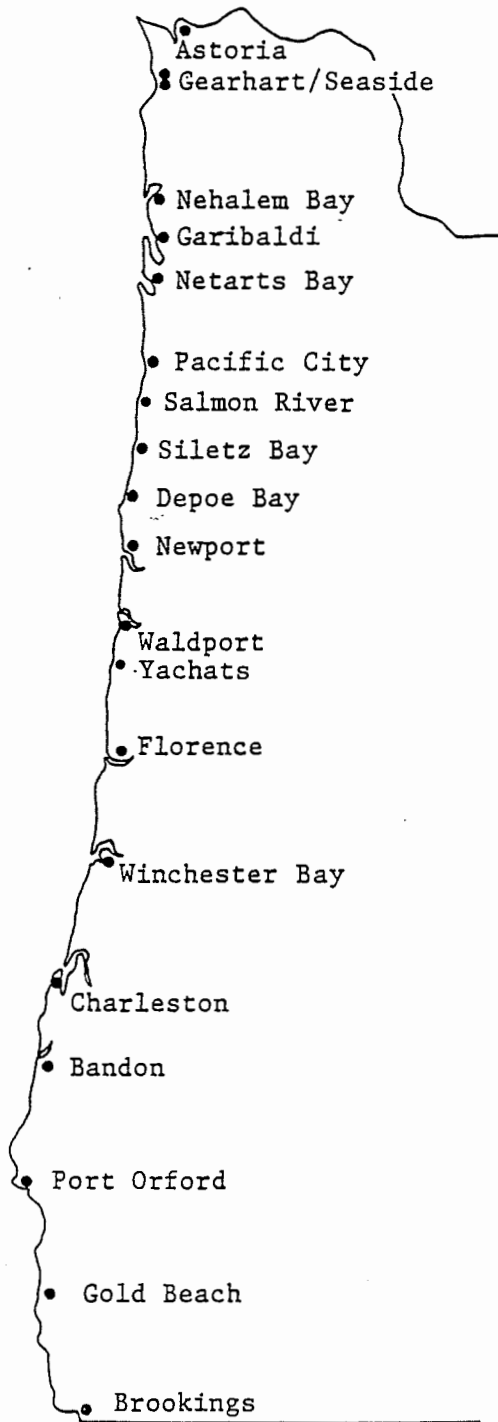 Astoria
Gearhart/Seaside
Nehalem Bay
Garibaldi
Netarts Bay
Pacific City
Salmon River
Siletz Bay
Depoe Bay
Newport
Waldport
Yachats
Florence
Winchester Bay
Charleston
Bandon
Port Orford
Gold Beach
Brookings